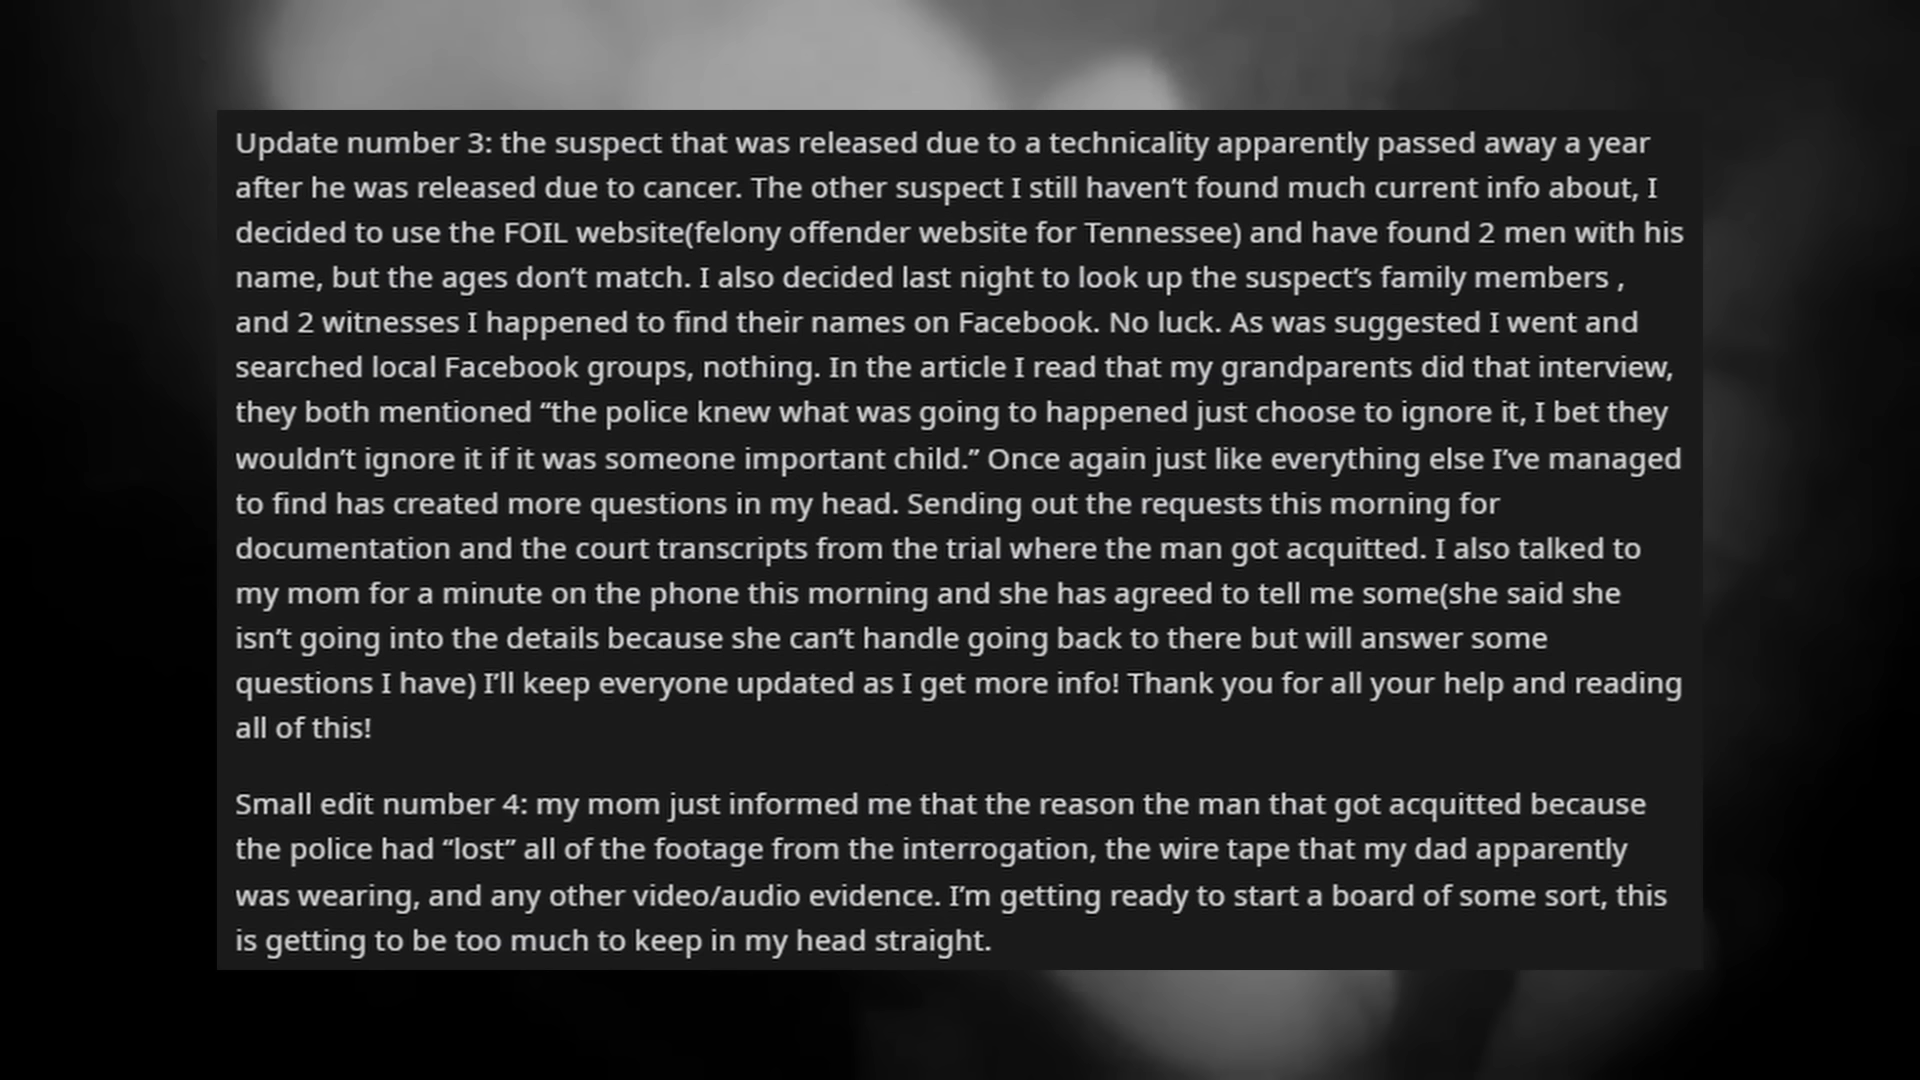 Update number 3: the suspect that was released due to a technicality apparently passed away a year
after he was released due to cancer. The other suspect I still haven’t found much current info about, I
decided to use the FOIL website(felony offender website for Tennessee) and have found 2 men with his
name, but the ages don’t match. I also decided last night to look up the suspect’s family members ,
and 2 witnesses I happened to find their names on Facebook. No luck. As was suggested I went and
searched local Facebook groups, nothing. In the article I read that my grandparents did that interview,
they both mentioned “the police knew what was going to happened just choose to ignore it, I bet they
wouldn’t ignore it if it was someone important child.” Once again just like everything else I’ve managed
to find has created more questions in my head. Sending out the requests this morning for
documentation and the court transcripts from the trial where the man got acquitted. I also talked to
my mom for a minute on the phone this morning and she has agreed to tell me some(she said she
isn’t going into the details because she can’t handle going back to there but will answer some
questions I have) I’ll keep everyone updated as I get more info! Thank you for all your help and reading
all of this!
Small edit number 4: my mom just informed me that the reason the man that got acquitted because
the police had “lost” all of the footage from the interrogation, the wire tape that my dad apparently
was wearing, and any other video/audio evidence. I’m getting ready to start a board of some sort, this
is getting to be too much to keep in my head straight.